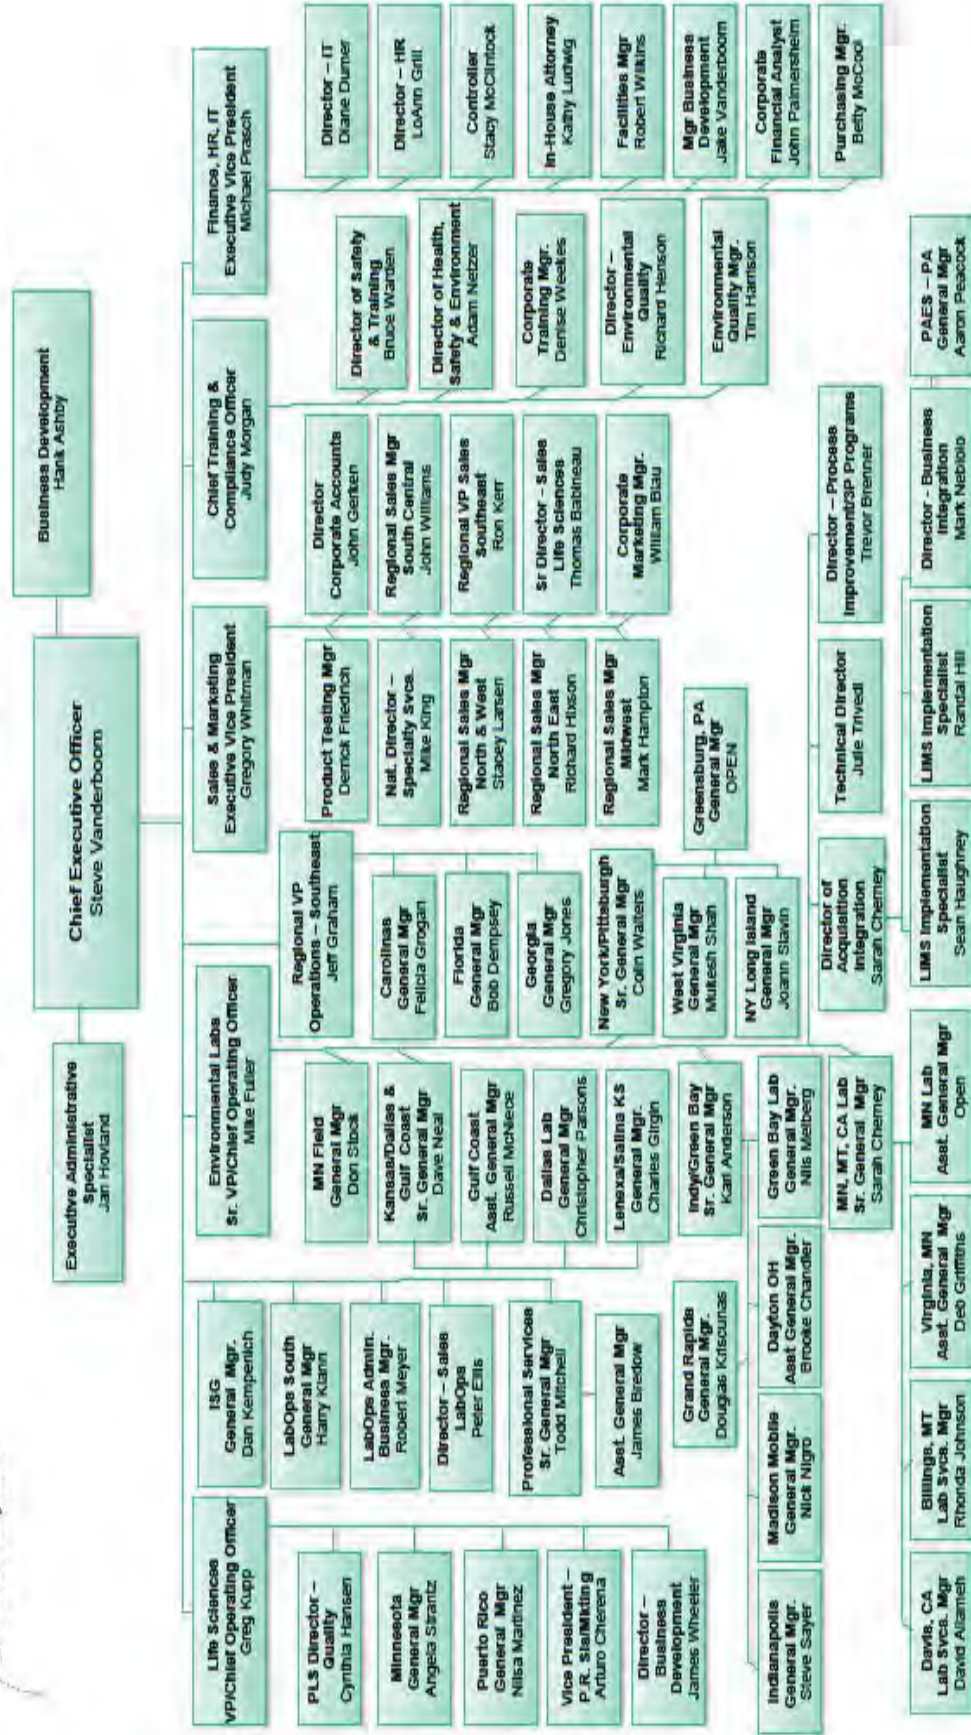 Chief Executive Officer
Steve Vanderboom
Executive Administrative
Specialist
Jan Hovland
Business Development
Hank Ashby
Life Sciences
VP/Chief Operating Officer
Greg Kupp
Environmental Labs
Sr. VP/Chief Operating Officer
Mike Fuller
Sales & Marketing
Executive Vice President
Gregory Whitman
Chief Training &
Compliance Officer
Judy Morgan
Finance, HR, IT
Executive Vice President
Michael Prasch
PLS Director –
Quality
Cynthia Hansen
Minnesota
General Mgr
Angela Strantz
Puerto Rico
General Mgr
Nilsa Martinez
Vice President –
P.R. Sls/Mkting
Arturo Cherena
Director –
Business
Development
James Wheeler
ISG
General Mgr.
Dan Kempenich
LabOps South
General Mgr
Harry Klann
LabOps Admin.
Business Mgr.
Robert Meyer
Director – Sales
LabOps
Peter Ells
Professional Services
Sr. General Mgr
Todd Mitchell
Asst. General Mgr
James Bredow
MN Field
General Mgr
Don Stock
Kansas/Dallas &
Gulf Coast
Sr. General Mgr
Dave Neal
Gulf Coast
Asst. General Mgr
Russell McNiece
Dallas Lab
General Mgr
Christopher Parsons
Lenexa/Salina KS
General Mgr.
Charles Girgin
Indy/Green Bay
Sr. General Mgr
Karl Anderson
Green Bay Lab
General Mgr.
Nils Melberg
Grand Rapids
General Mgr.
Douglas Kriscunas
Dayton OH
Asst General Mgr.
Brooke Chandler
Madison Mobile
General Mgr.
Nick Nigro
Indianapolis
General Mgr.
Steve Sayer
MN, MT, CA Lab
Sr. General Mgr
Sarah Cherney
Davis, CA
Lab Svcs. Mgr
David Allameh
Billings, MT
Lab Svcs. Mgr
Rhonda Johnson
Virginia, MN
Asst. General Mgr
Deb Griffiths
MN Lab
Asst. General Mgr
Open
Regional VP
Operations – Southeast
Jeff Graham
Carolinas
General Mgr
Felicia Grogan
Florida
General Mgr
Bob Dempsey
Georgia
General Mgr
Gregory Jones
New York/Pittsburgh
Sr. General Mgr
Colin Walters
West Virginia
General Mgr
Mukesh Shah
NY Long Island
General Mgr
Joann Slavin
Greensburg, PA
General Mgr
OPEN
Product Testing Mgr
Derrick Friedrich
Nat. Director –
Specialty Svcs.
Mike King
Regional Sales Mgr
North & West
Stacey Larsen
Regional Sales Mgr
North East
Richard Hixson
Regional Sales Mgr
Midwest
Mark Hampton
Director
Corporate Accounts
John Gerken
Regional Sales Mgr
South Central
John Williams
Regional VP Sales
Southeast
Ron Kerr
Sr Director – Sales
Life Sciences
Thomas Babineau
Corporate
Marketing Mgr.
William Blau
Director of Safety
& Training
Bruce Warden
Director of Health,
Safety & Environment
Adam Netzer
Corporate
Training Mgr.
Denise Weekes
Director –
Environmental
Quality
Richard Henson
Environmental
Quality Mgr.
Tim Harrison
Director – IT
Diane Dumer
Director – HR
LoAnn Grill
Controller
Stacy McClintock
In-House Attorney
Kathy Ludwig
Facilities Mgr
Robert Wilkins
Mgr Business
Development
Jake Vanderboom
Corporate
Financial Analyst
John Palmersheim
Purchasing Mgr.
Betty McCool
Director of
Acquisition
Integration
Sarah Cherney
Technical Director
Julie Trivedi
Director – Process
Improvement/3P Programs
Trevor Brenner
LIMS Implementation
Specialist
Sean Haughney
LIMS Implementation
Specialist
Randal Hill
Director - Business
Integration
Mark Nebiolo
PAES – PA
General Mgr
Aaron Peacock